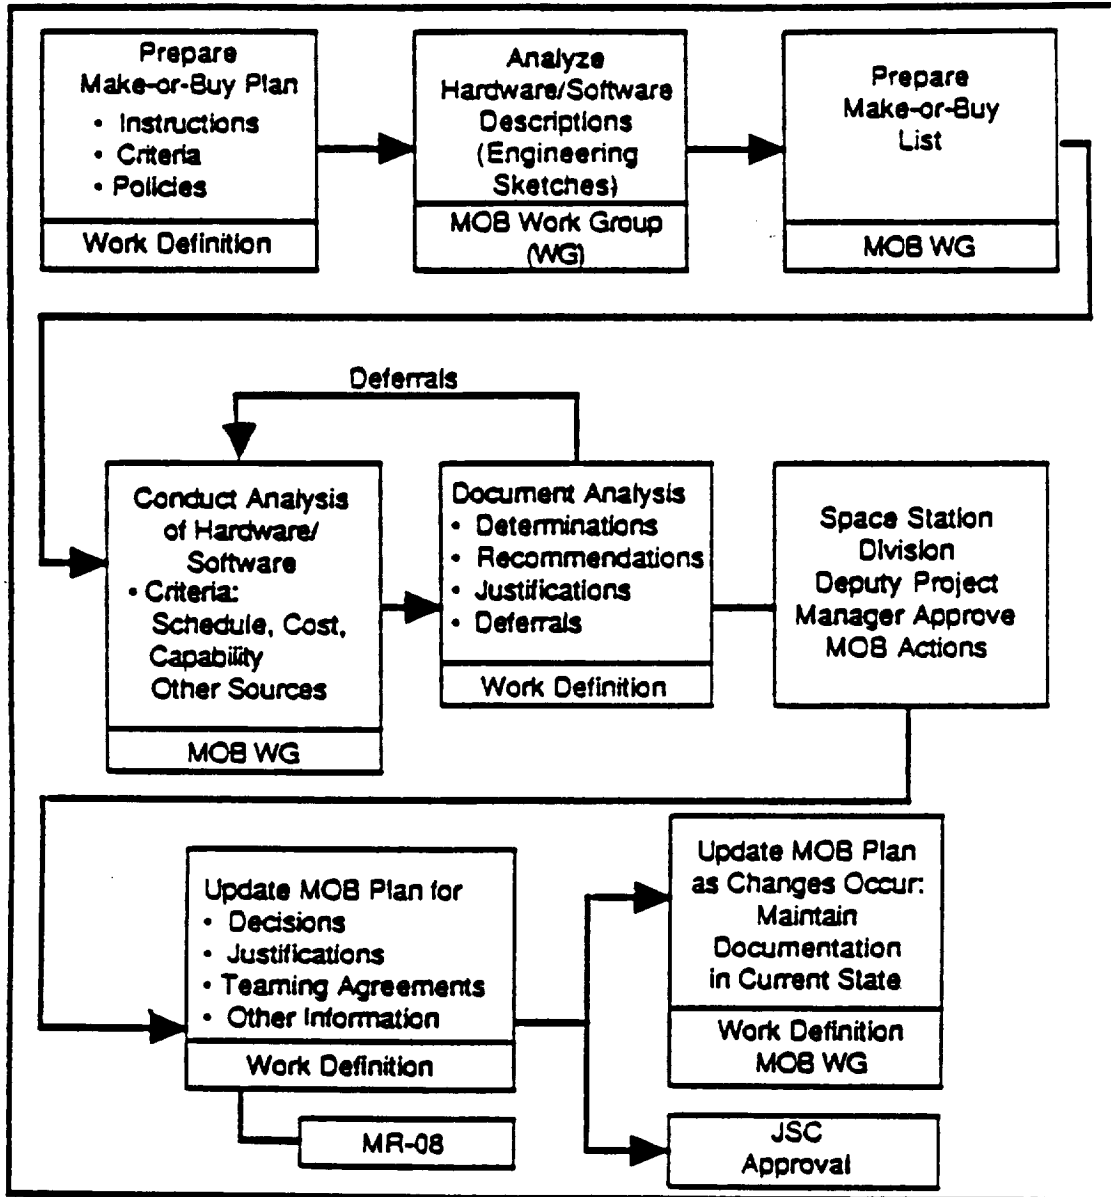 Prepare
Make-or-Buy Plan
• Instructions
• Criteria
• Policies
Work Definition
Analyze
Hardware/Software
Descriptions
(Engineering
Sketches)
MOB Work Group
(WG)
Prepare
Make-or-Buy
List
MOB WG
Deferrals
Conduct Analysis
of Hardware/
Software
• Criteria:
Schedule, Cost,
Capability
Other Sources
MOB WG
Document Analysis
• Determinations
• Recommendations
• Justifications
• Deferrals
Work Definition
Space Station
Division
Deputy Project
Manager Approve
MOB Actions
Update MOB Plan for
• Decisions
• Justifications
• Teaming Agreements
• Other Information
Work Definition
MR-08
Update MOB Plan
as Changes Occur:
Maintain
Documentation
in Current State
Work Definition
MOB WG
JSC
Approval